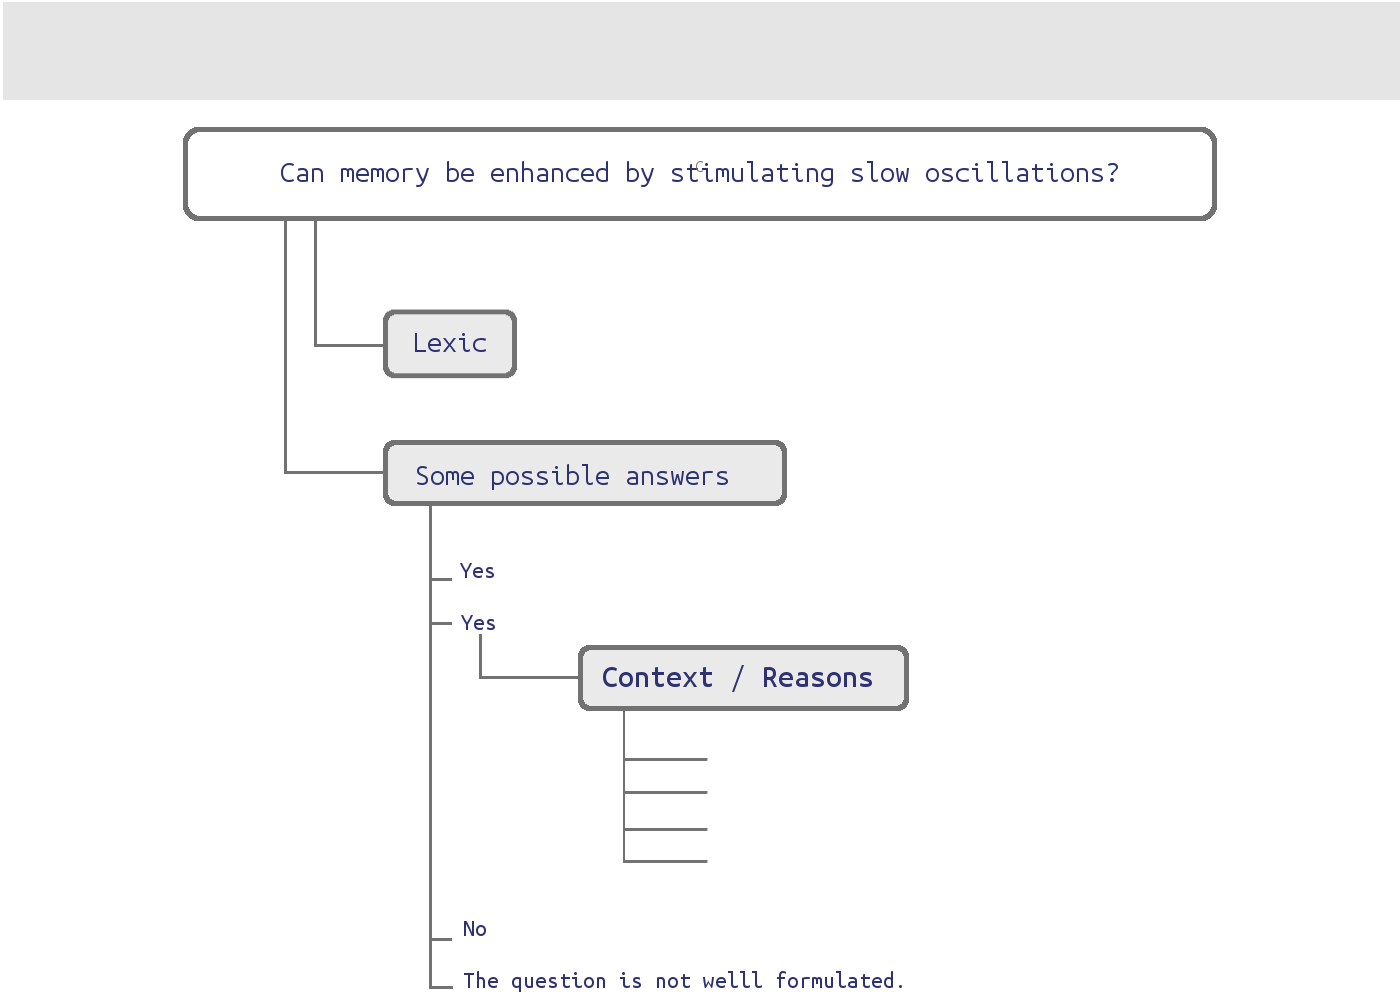 Can memory be enhanced by stimulating slow oscillations?
Lexic
Some possible answers
Yes
Yes
Context / Reasons
No
The question is not welll formulated.